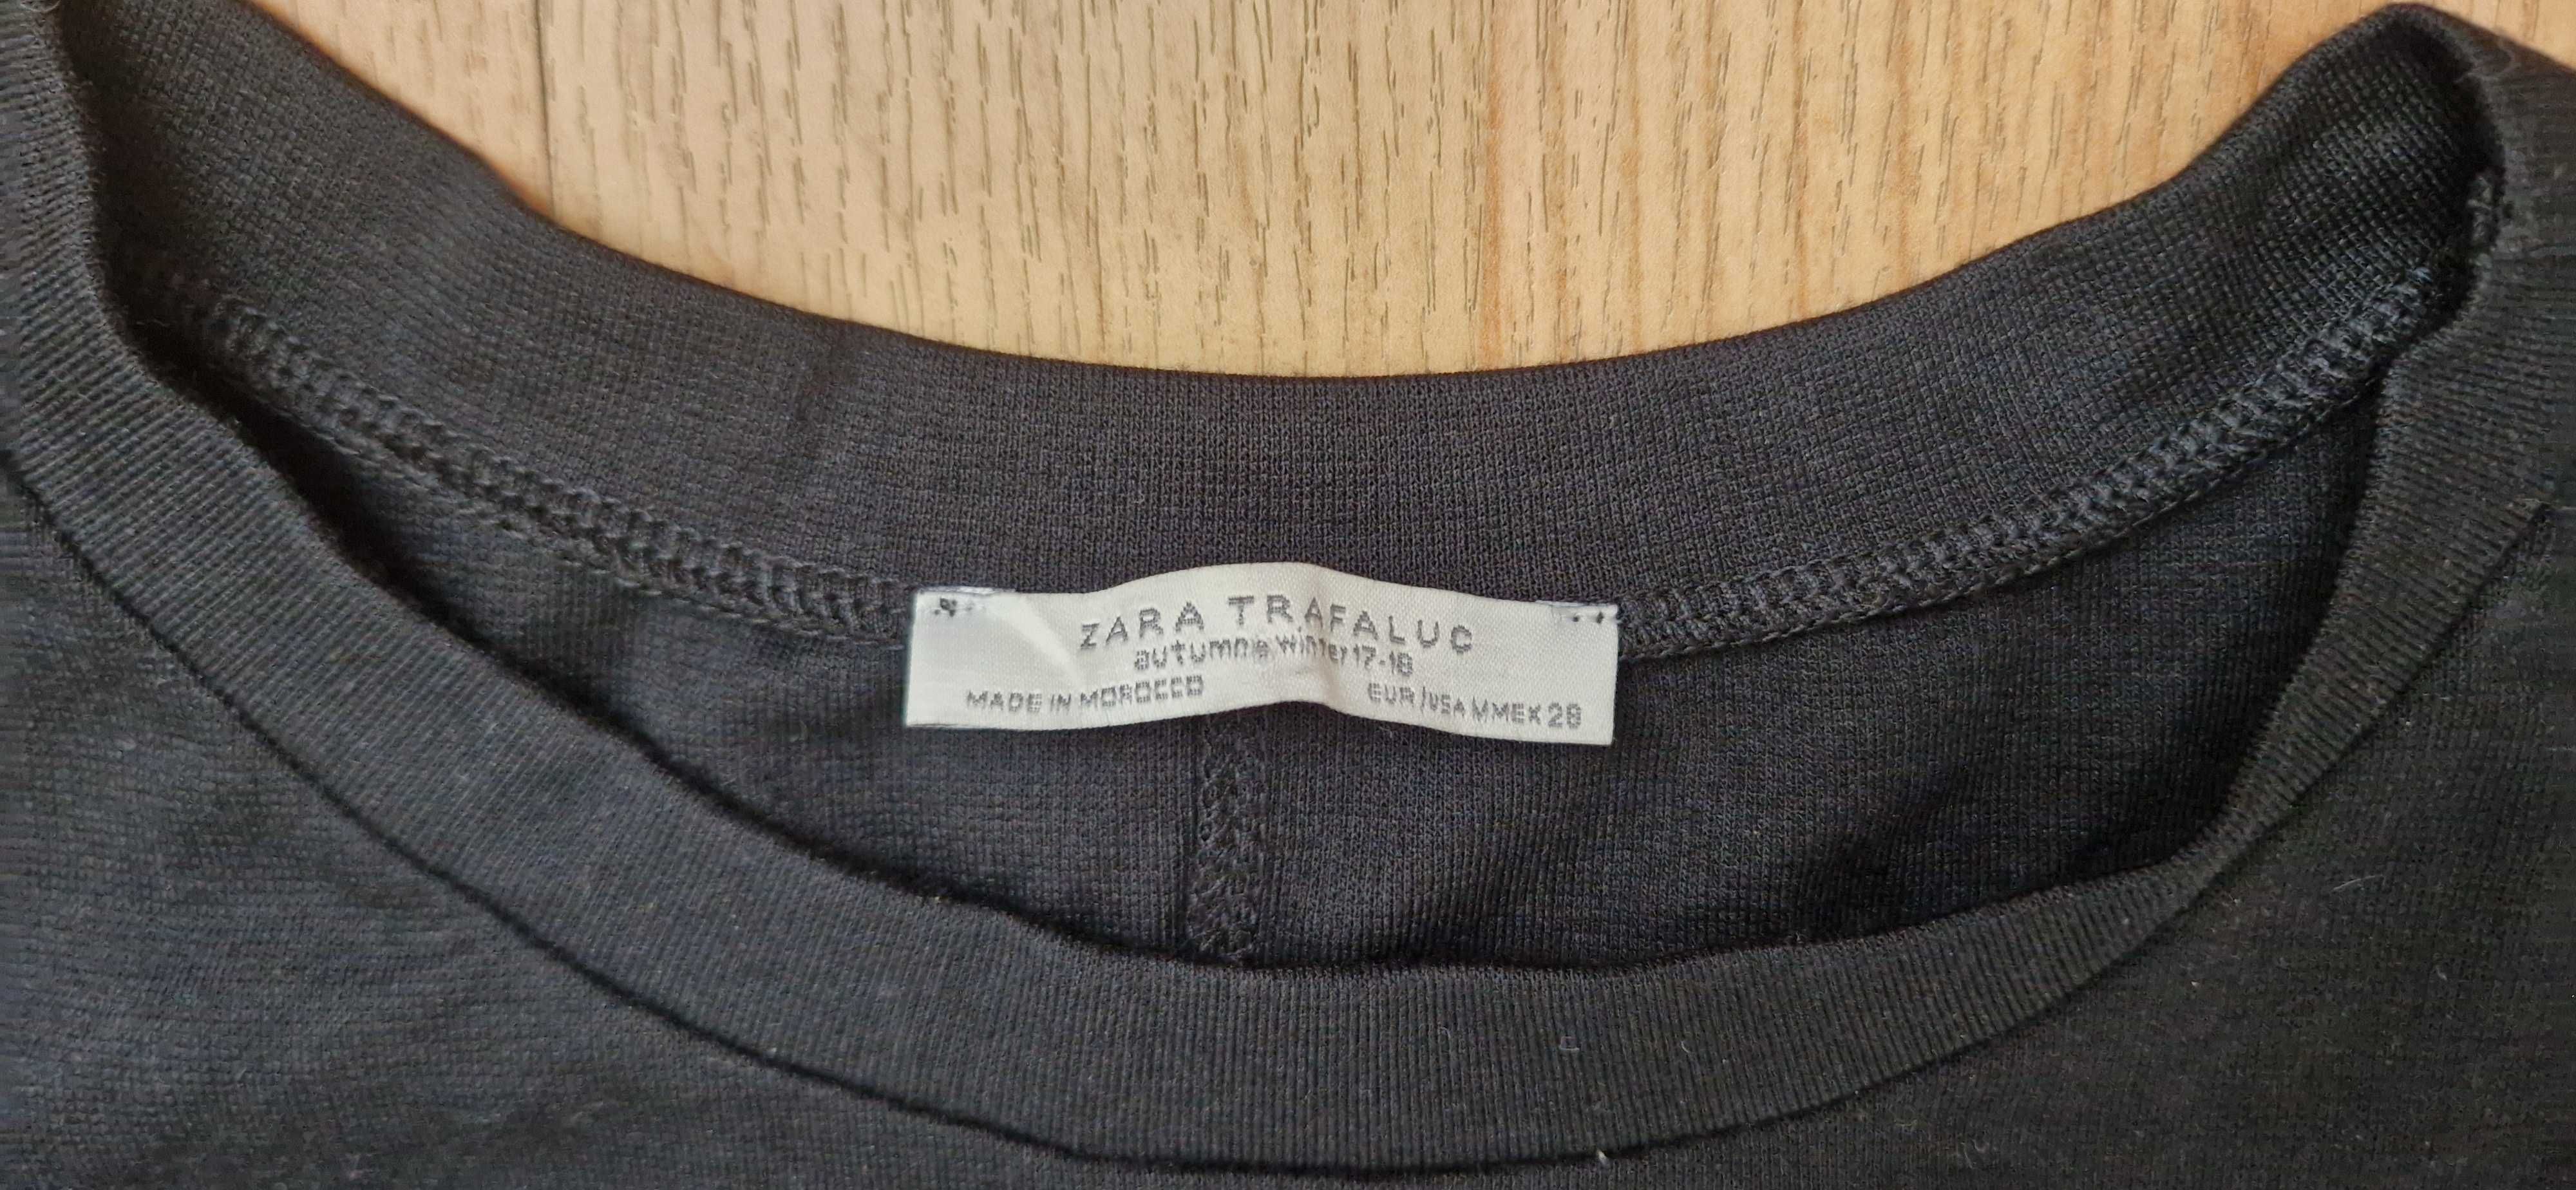 ZARA TRAFALUC
autumn winter 17-18
MADE IN MOROCCO
EUR/USA M MEX 28